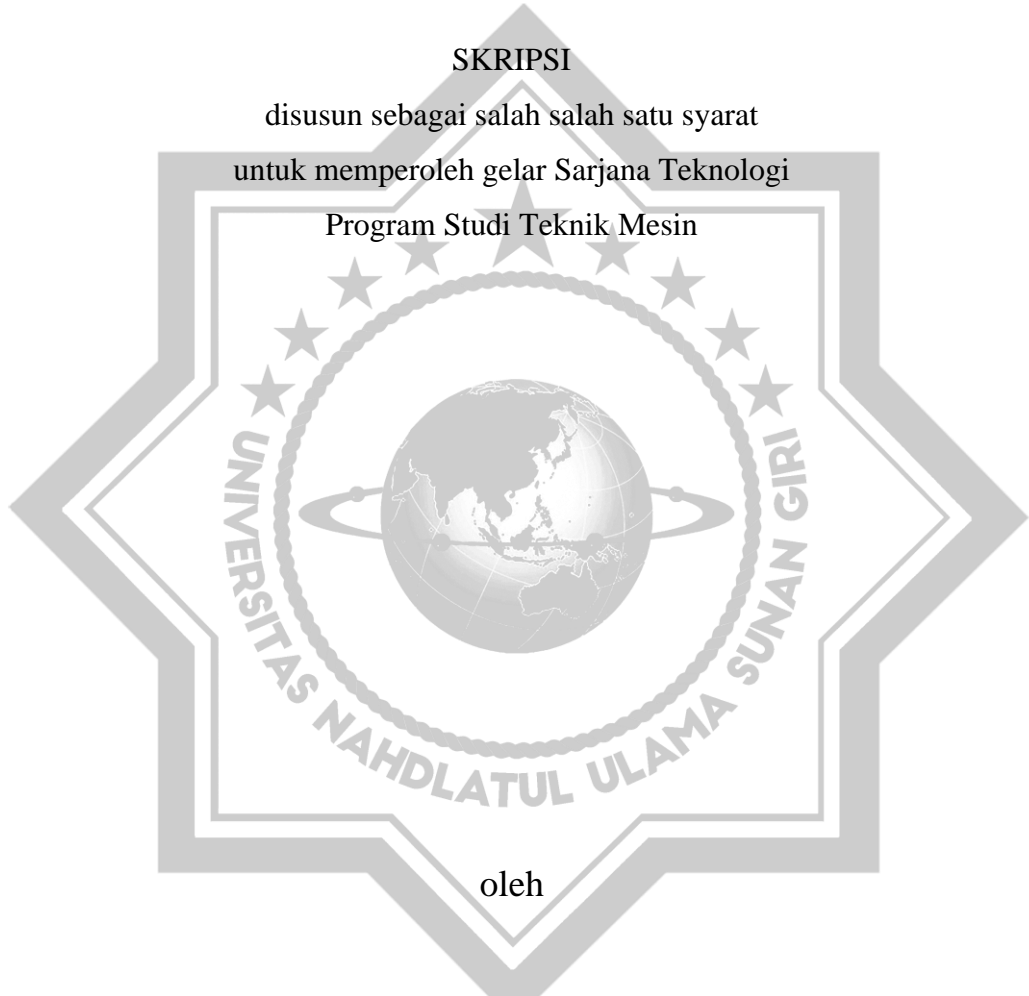 SKRIPSI
disusun sebagai salah salah satu syarat
untuk memperoleh gelar Sarjana Teknologi
Program Studi Teknik Mesin
UNIVERSITAS NAHDLATUL ULAMA SUNAN GIRI
oleh